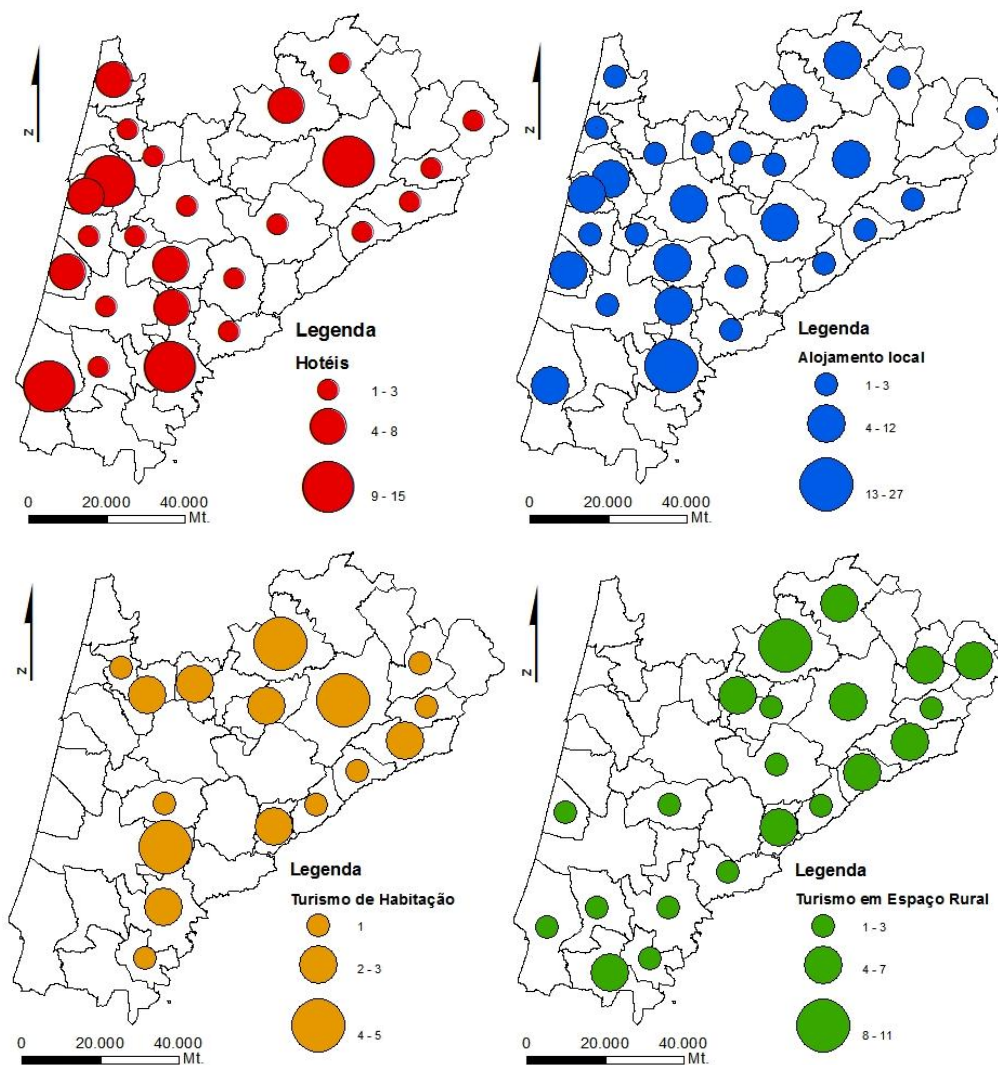 N
Legenda
Hotéis
1 - 3
4 - 8
9 - 15
0 20.000 40.000
Mt.
N
Legenda
Alojamento local
1 - 3
4 - 12
13 - 27
0 20.000 40.000
Mt.
N
Legenda
Turismo de Habitação
1
2 - 3
4 - 5
0 20.000 40.000
Mt.
N
Legenda
Turismo em Espaço Rural
1 - 3
4 - 7
8 - 11
0 20.000 40.000
Mt.